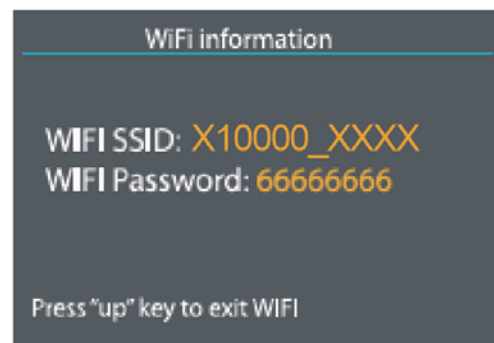 WiFi information
WIFI SSID: X10000_XXXX
WIFI Password: 66666666
Press "up" key to exit WIFI